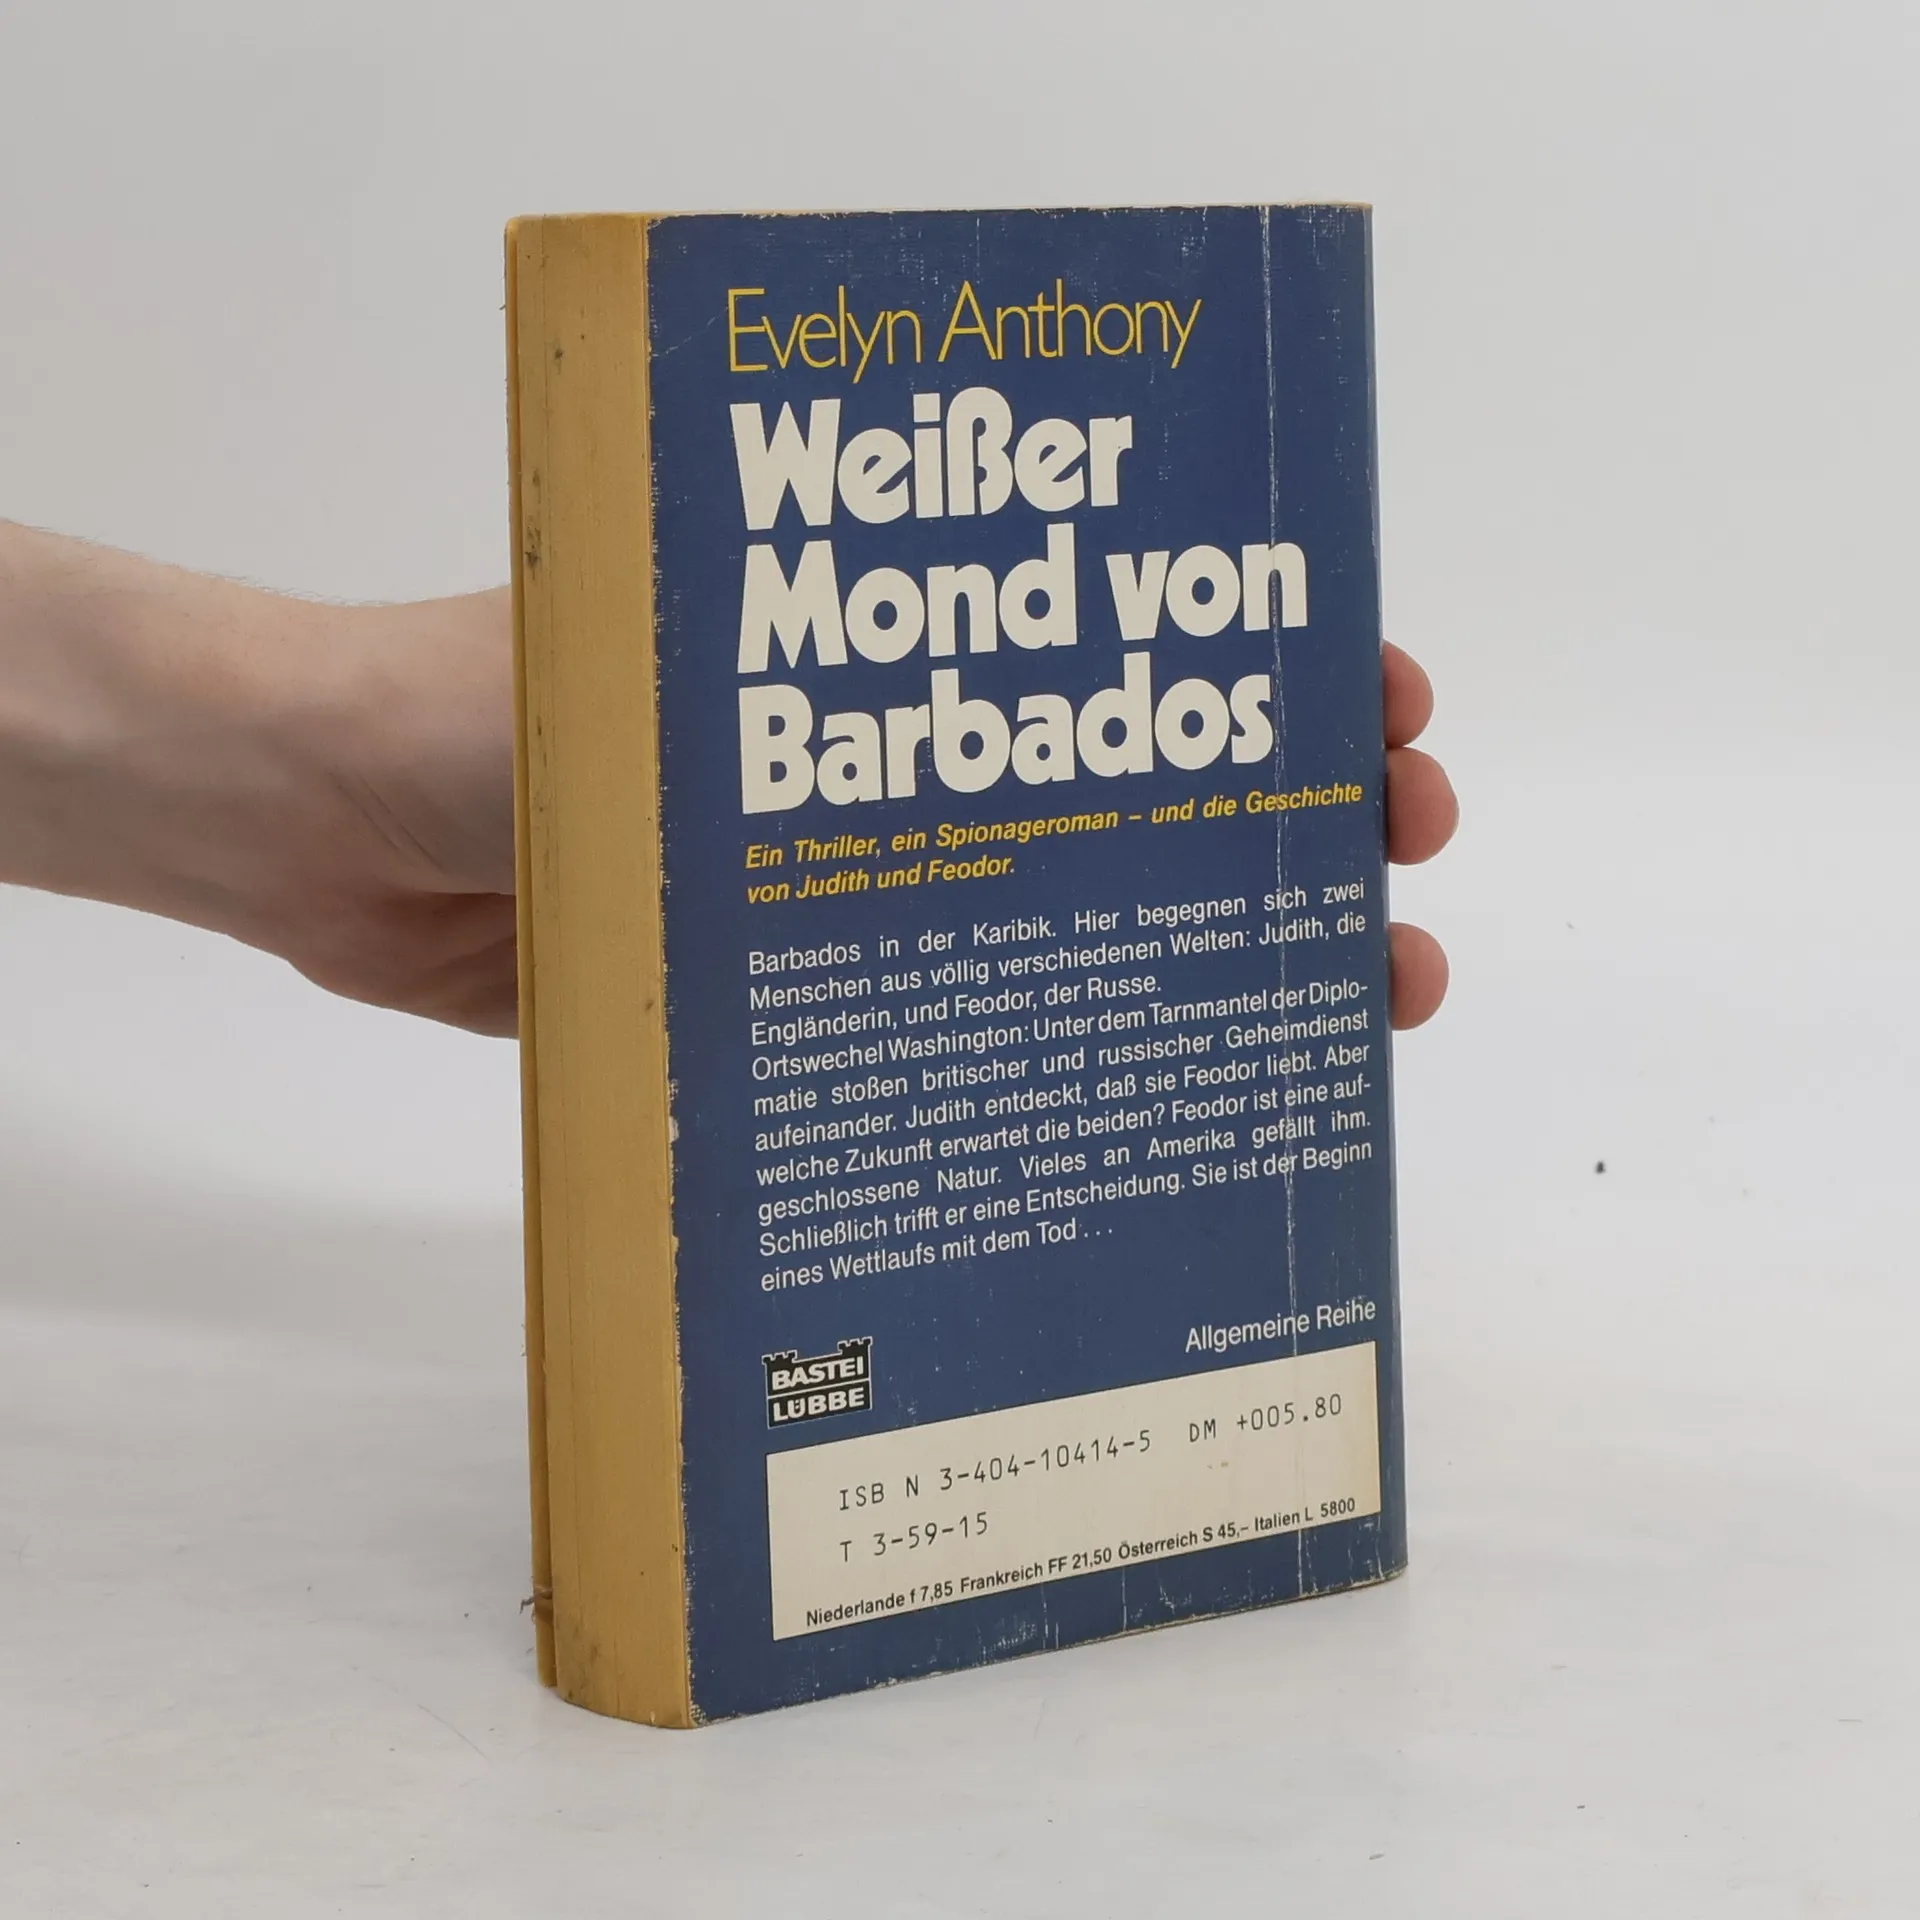 Evelyn Anthony
Weißer
Mond von
Barbados
Ein Thriller, ein Spionageroman – und die Geschichte
von Judith und Feodor.
Barbados in der Karibik. Hier begegnen sich zwei
Menschen aus völlig verschiedenen Welten: Judith, die
Engländerin, und Feodor, der Russe.
Ortswechel Washington: Unter dem Tarnmantel der Diplo-
matie stoßen britischer und russischer Geheimdienst
aufeinander. Judith entdeckt, daß sie Feodor liebt. Aber
welche Zukunft erwartet die beiden? Feodor ist eine auf-
geschlossene Natur. Vieles an Amerika gefällt ihm.
Schließlich trifft er eine Entscheidung. Sie ist der Beginn
eines Wettlaufs mit dem Tod . . .
Allgemeine Reihe
BASTEI
LÜBBE
ISB N 3-404-10414-5 DM +005.80
T 3-59-15
Niederlande f 7,85 Frankreich FF 21,50 Österreich S 45,– Italien L 5800